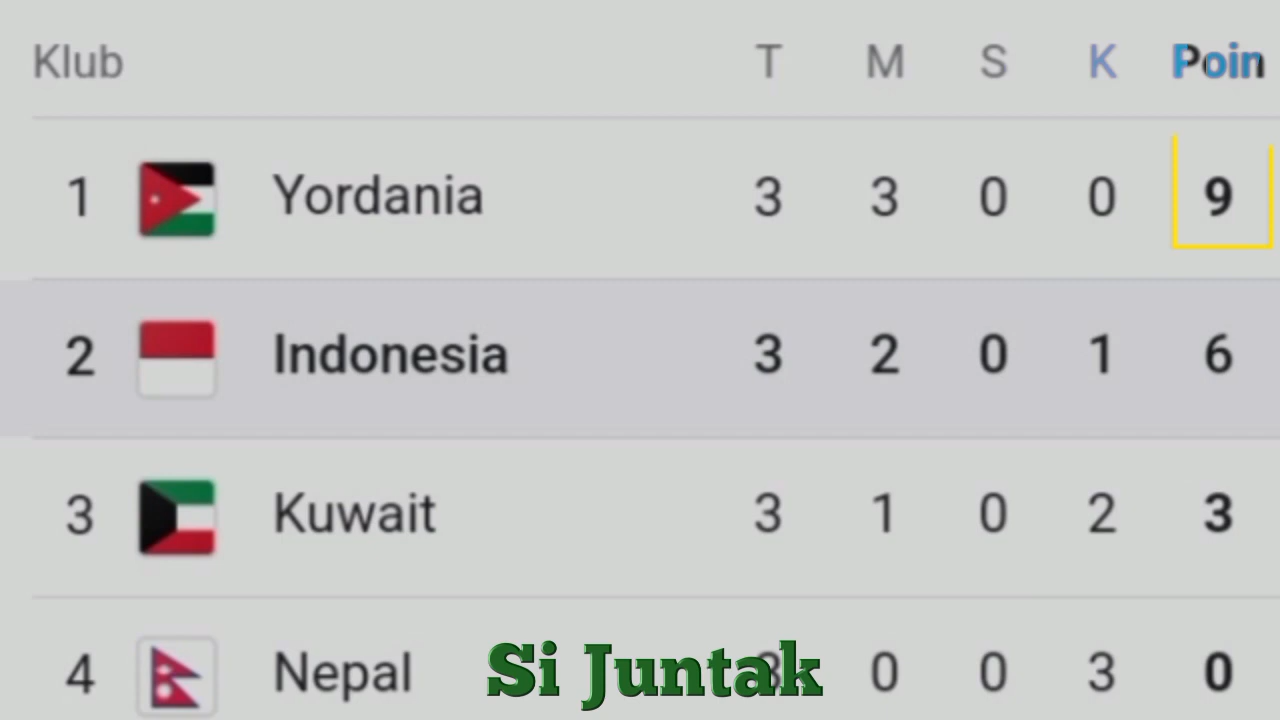 Klub T M S K Poin
1 Yordania 3 3 0 0 9
2 Indonesia 3 2 0 1 6
3 Kuwait 3 1 0 2 3
4 Nepal 3 0 0 3 0
Si Juntak